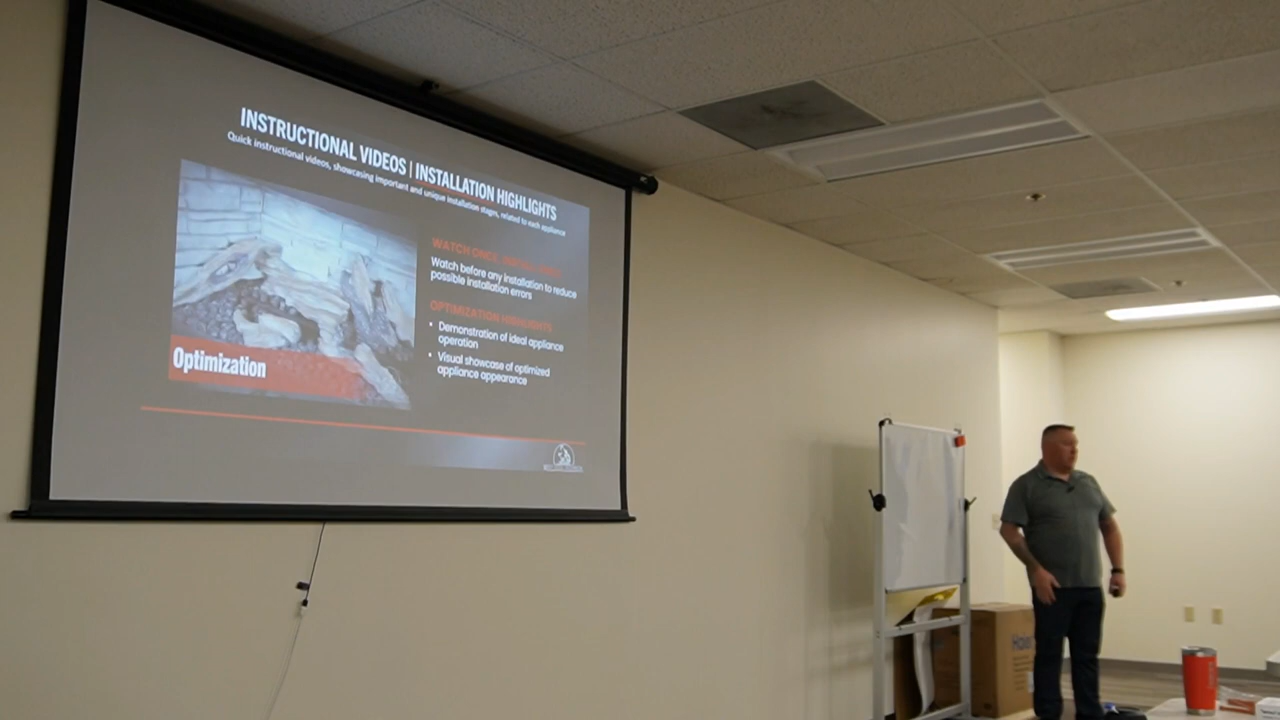 INSTRUCTIONAL VIDEOS | INSTALLATION HIGHLIGHTS
Quick instructional videos, showcasing important and unique installation stages, related to each appliance
WATCH ONCE,
Watch before any installation to reduce
possible installation errors
OPTIMIZATION HIGHLIGHTS
• Demonstration of ideal appliance
operation
• Visual showcase of optimized
appliance appearance
Optimization